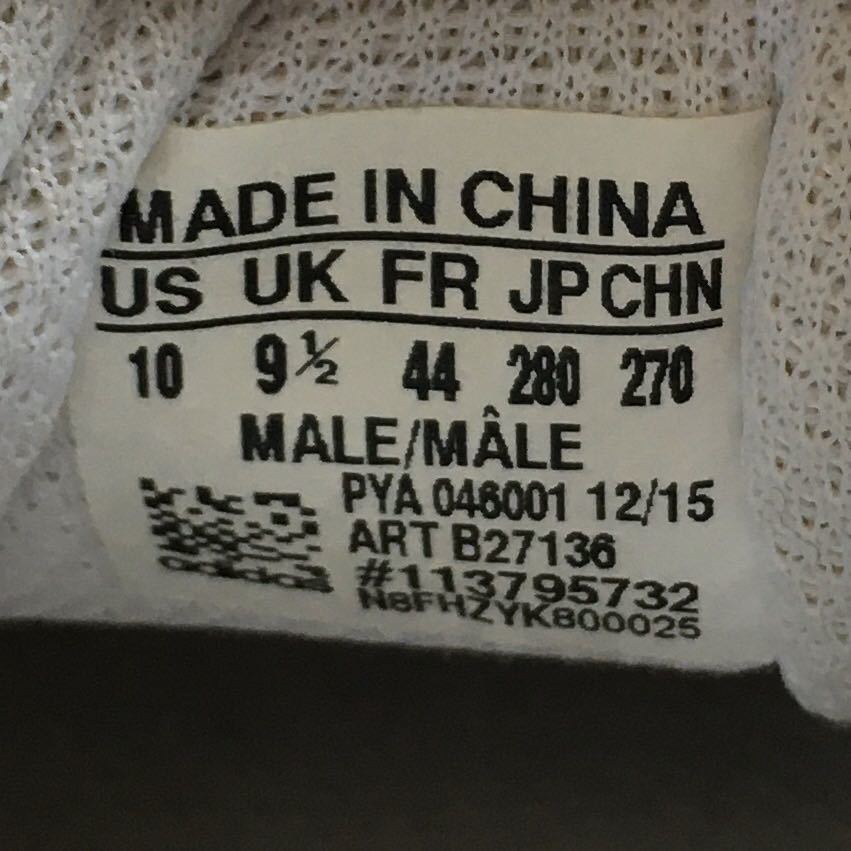 MADE IN CHINA
US UK FR JP CHN
10 9½ 44 280 270
MALE/MÂLE
PYA 046001 12/15
ART B27136
#113795732
N8FHZYK800025
adidas